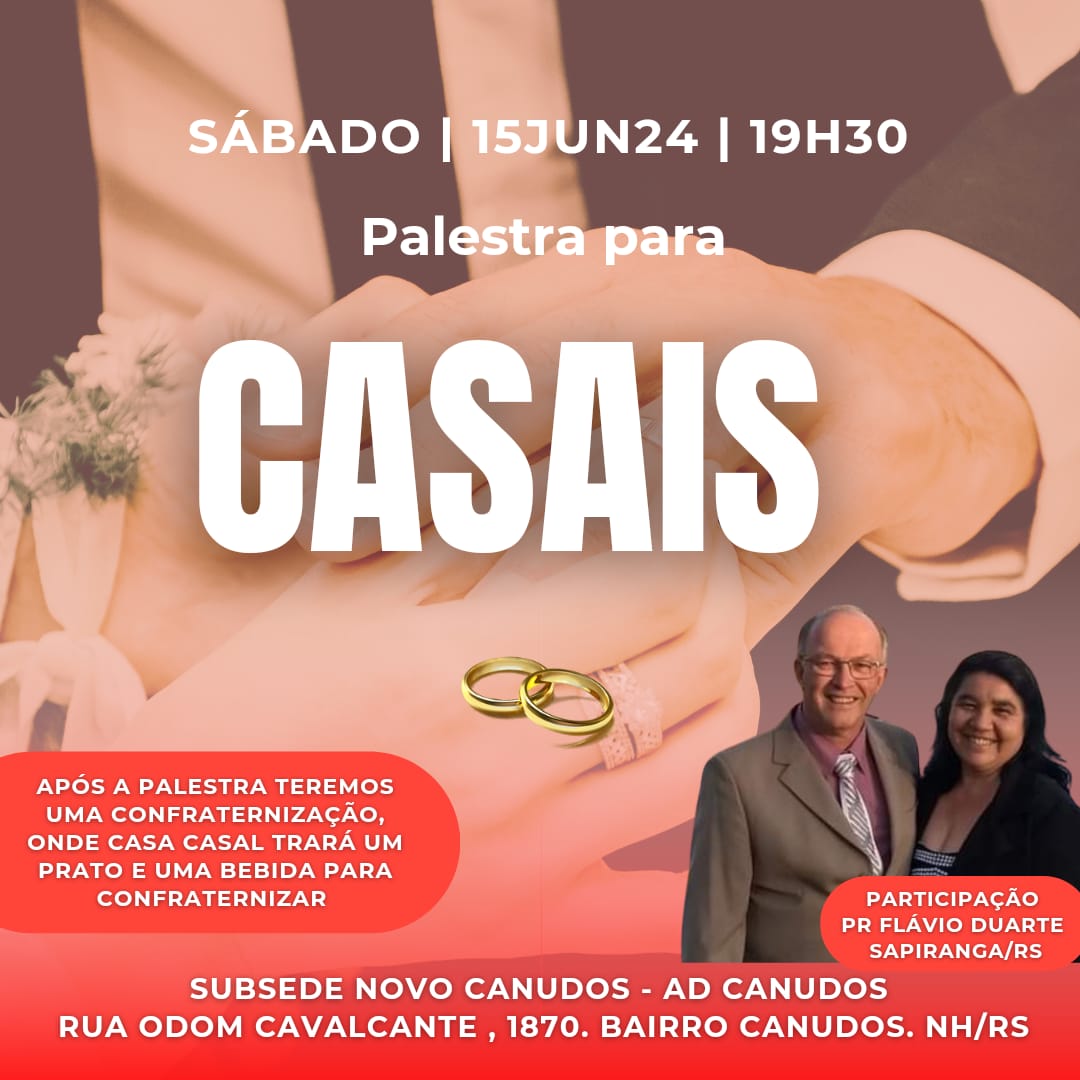 SÁBADO | 15JUN24 | 19H30
Palestra para
CASAIS
APÓS A PALESTRA TEREMOS
UMA CONFRATERNIZAÇÃO,
ONDE CASA CASAL TRARÁ UM
PRATO E UMA BEBIDA PARA
CONFRATERNIZAR
PARTICIPAÇÃO
PR FLÁVIO DUARTE
SAPIRANGA/RS
SUBSEDE NOVO CANUDOS - AD CANUDOS
RUA ODOM CAVALCANTE , 1870. BAIRRO CANUDOS. NH/RS